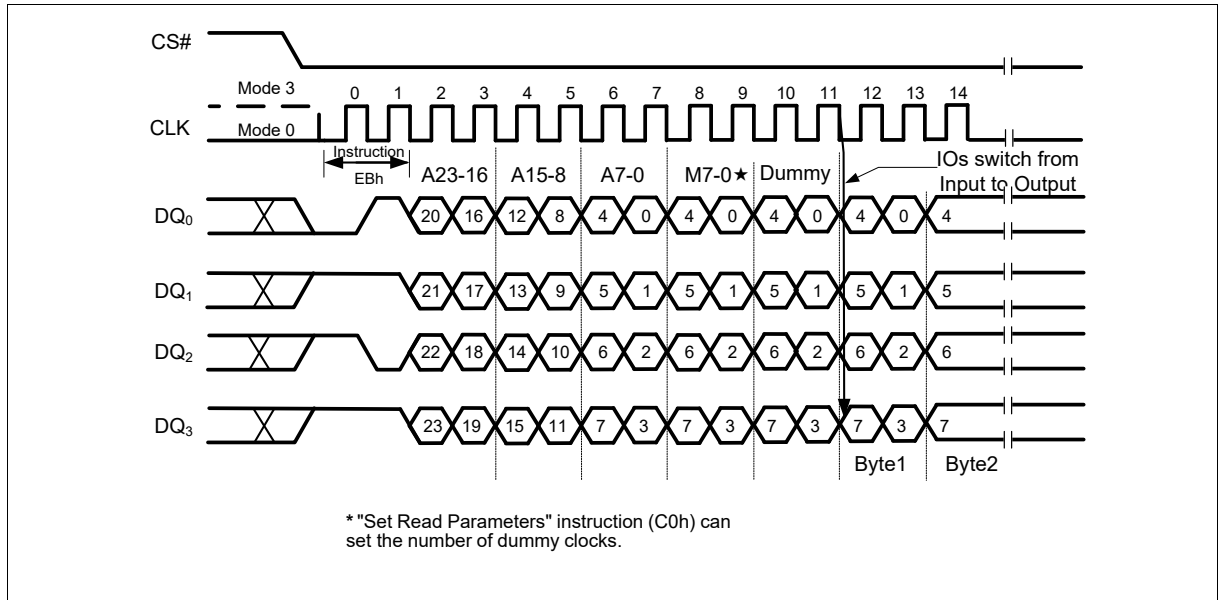 CS#
Mode 3
0 1 2 3 4 5 6 7 8 9 10 11 12 13 14
CLK
Mode 0
Instruction
EBh
A23-16 A15-8 A7-0 M7-0★ Dummy
IOs switch from
Input to Output
DQ0 20 16 12 8 4 0 4 0 4 0 4 0 4
DQ1 21 17 13 9 5 1 5 1 5 1 5 1 5
DQ2 22 18 14 10 6 2 6 2 6 2 6 2 6
DQ3 23 19 15 11 7 3 7 3 7 3 7 3 7
Byte1 Byte2
* "Set Read Parameters" instruction (C0h) can
set the number of dummy clocks.